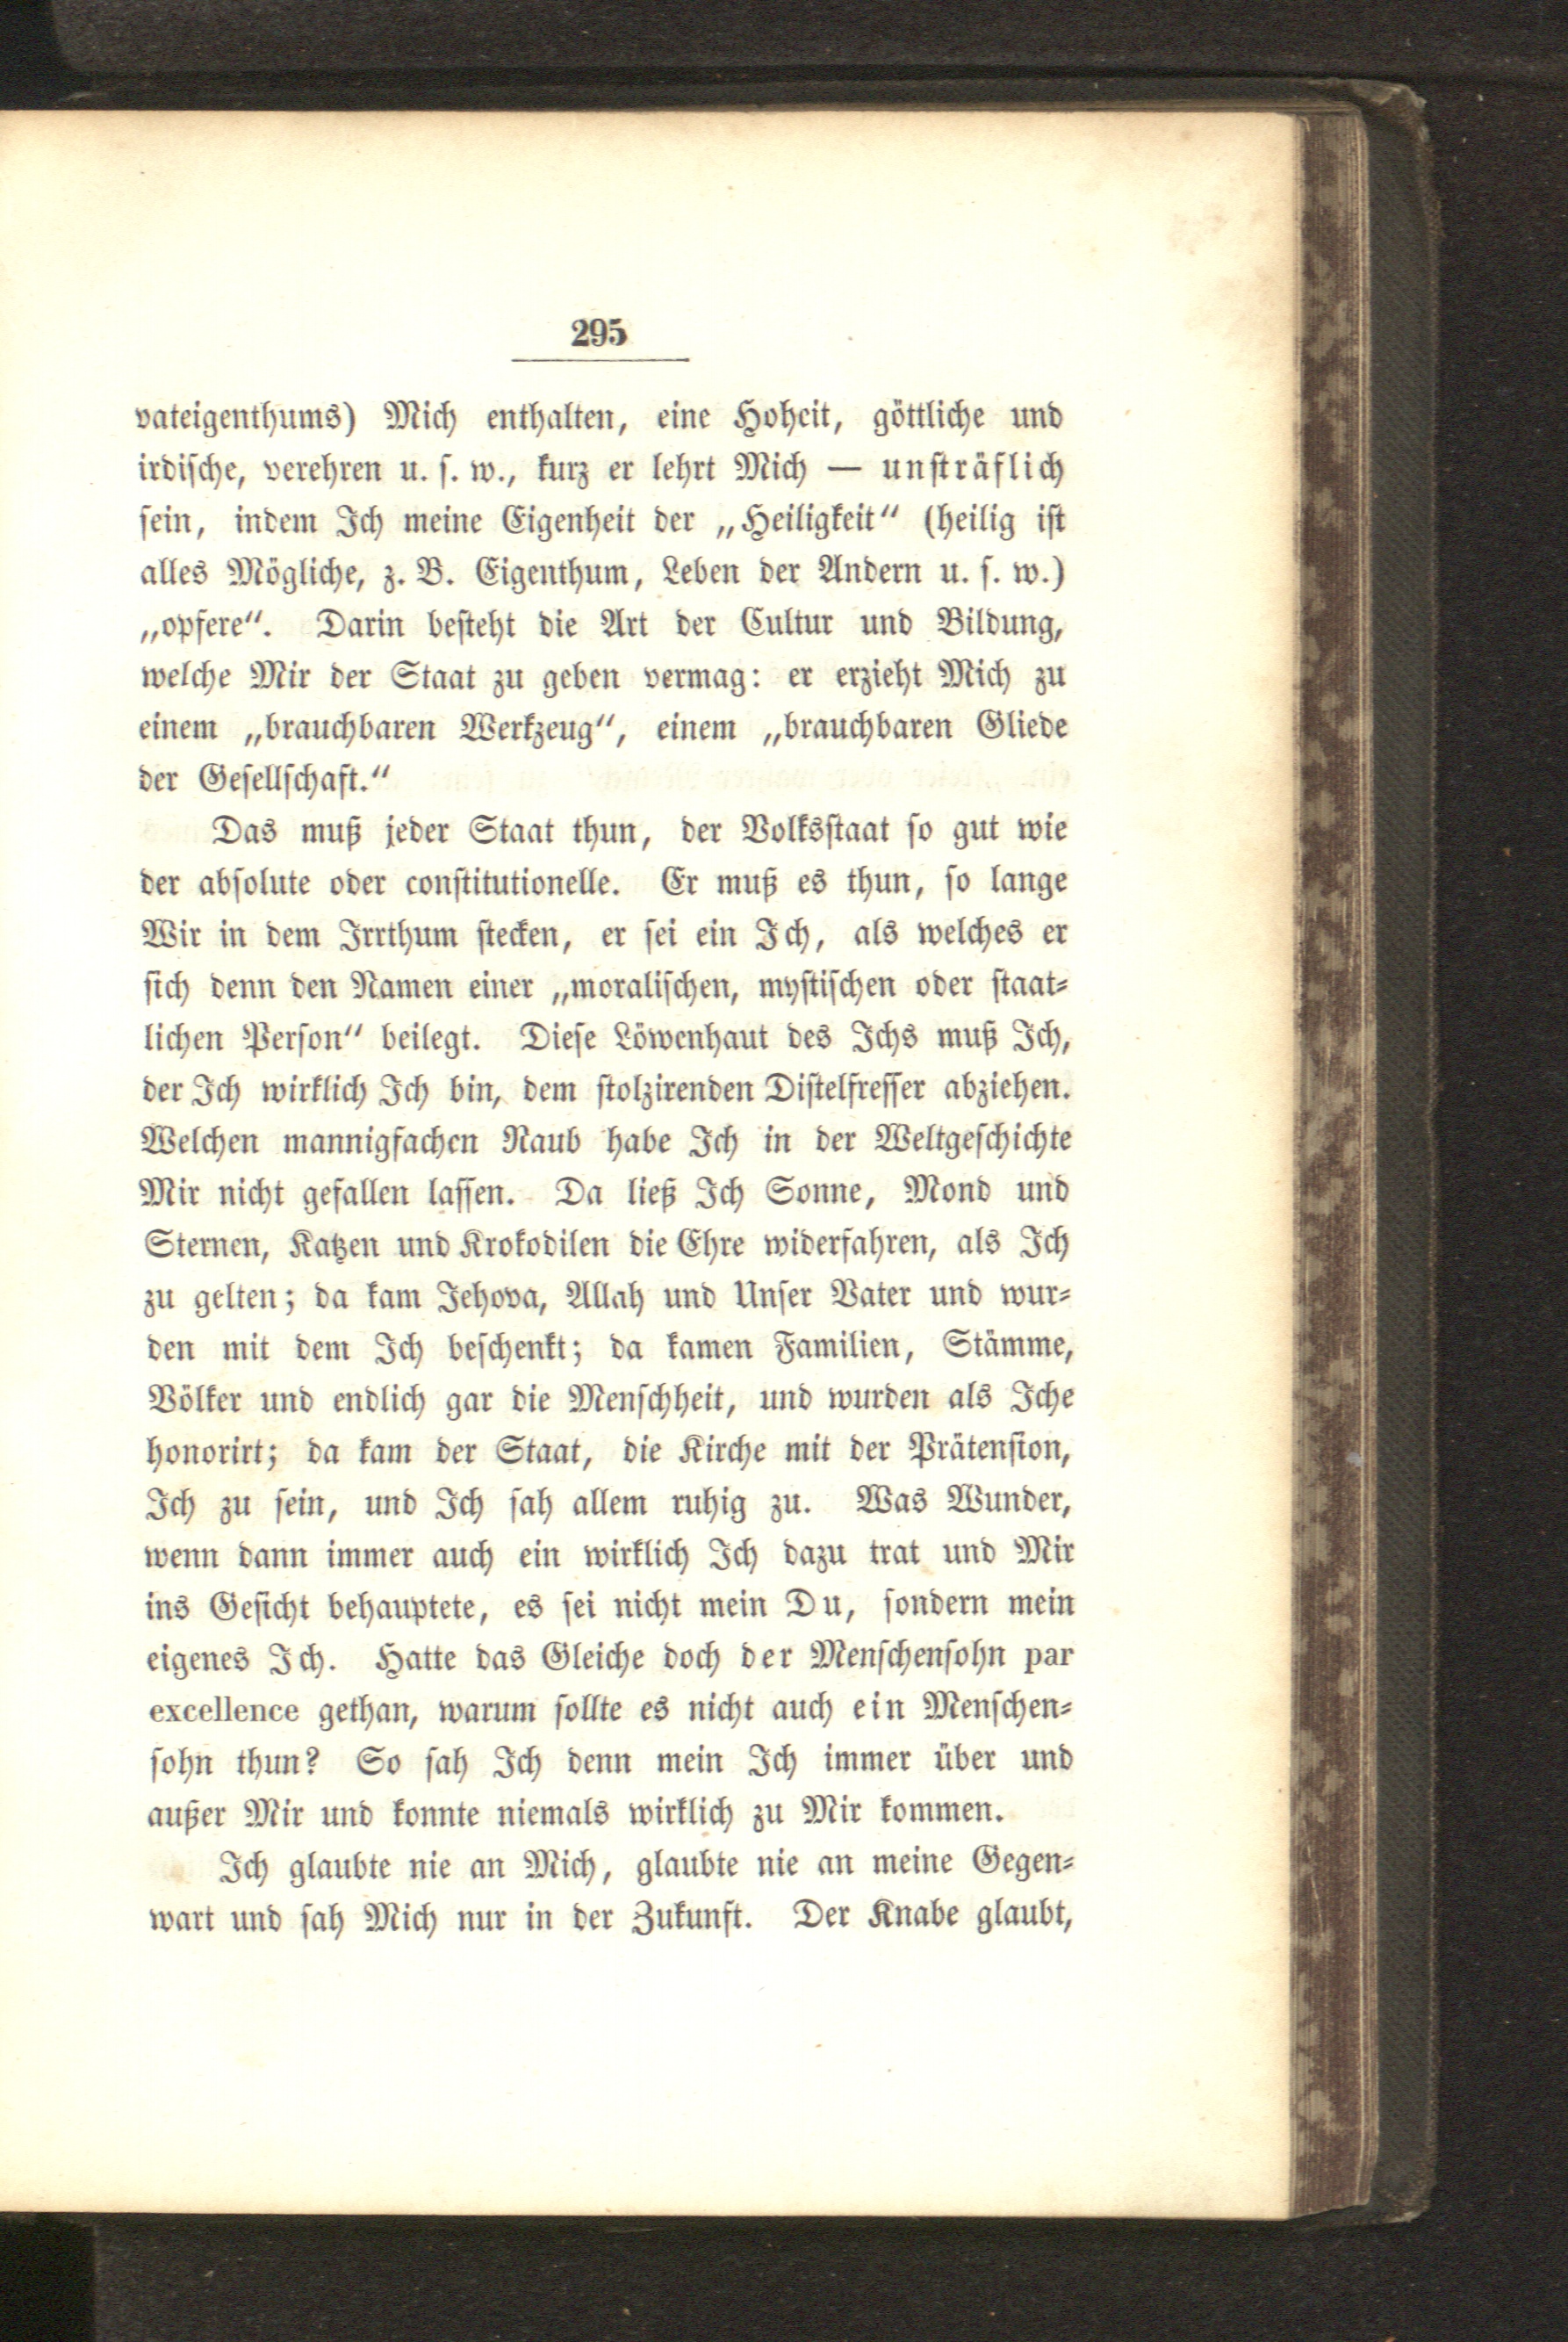 295
vateigenthums) Mich enthalten, eine Hoheit, göttliche und
irdische, verehren u. s. w., kurz er lehrt Mich — unsträflich
sein, indem Ich meine Eigenheit der „Heiligkeit“ (heilig ist
alles Mögliche, z. B. Eigenthum, Leben der Andern u. s. w.)
„opfere“. Darin besteht die Art der Cultur und Bildung,
welche Mir der Staat zu geben vermag: er erzieht Mich zu
einem „brauchbaren Werkzeug“, einem „brauchbaren Gliede
der Gesellschaft.“
Das muß jeder Staat thun, der Volksstaat so gut wie
der absolute oder constitutionelle. Er muß es thun, so lange
Wir in dem Irrthum stecken, er sei ein Ich, als welches er
sich denn den Namen einer „moralischen, mystischen oder staat-
lichen Person“ beilegt. Diese Löwenhaut des Ichs muß Ich,
der Ich wirklich Ich bin, dem stolzirenden Distelfresser abziehen.
Welchen mannigfachen Raub habe Ich in der Weltgeschichte
Mir nicht gefallen lassen. Da ließ Ich Sonne, Mond und
Sternen, Katzen und Krokodilen die Ehre widerfahren, als Ich
zu gelten; da kam Jehova, Allah und Unser Vater und wur-
den mit dem Ich beschenkt; da kamen Familien, Stämme,
Völker und endlich gar die Menschheit, und wurden als Iche
honorirt; da kam der Staat, die Kirche mit der Prätension,
Ich zu sein, und Ich sah allem ruhig zu. Was Wunder,
wenn dann immer auch ein wirklich Ich dazu trat und Mir
ins Gesicht behauptete, es sei nicht mein Du, sondern mein
eigenes Ich. Hatte das Gleiche doch der Menschensohn par
excellence gethan, warum sollte es nicht auch ein Menschen-
sohn thun? So sah Ich denn mein Ich immer über und
außer Mir und konnte niemals wirklich zu Mir kommen.
Ich glaubte nie an Mich, glaubte nie an meine Gegen-
wart und sah Mich nur in der Zukunft. Der Knabe glaubt,